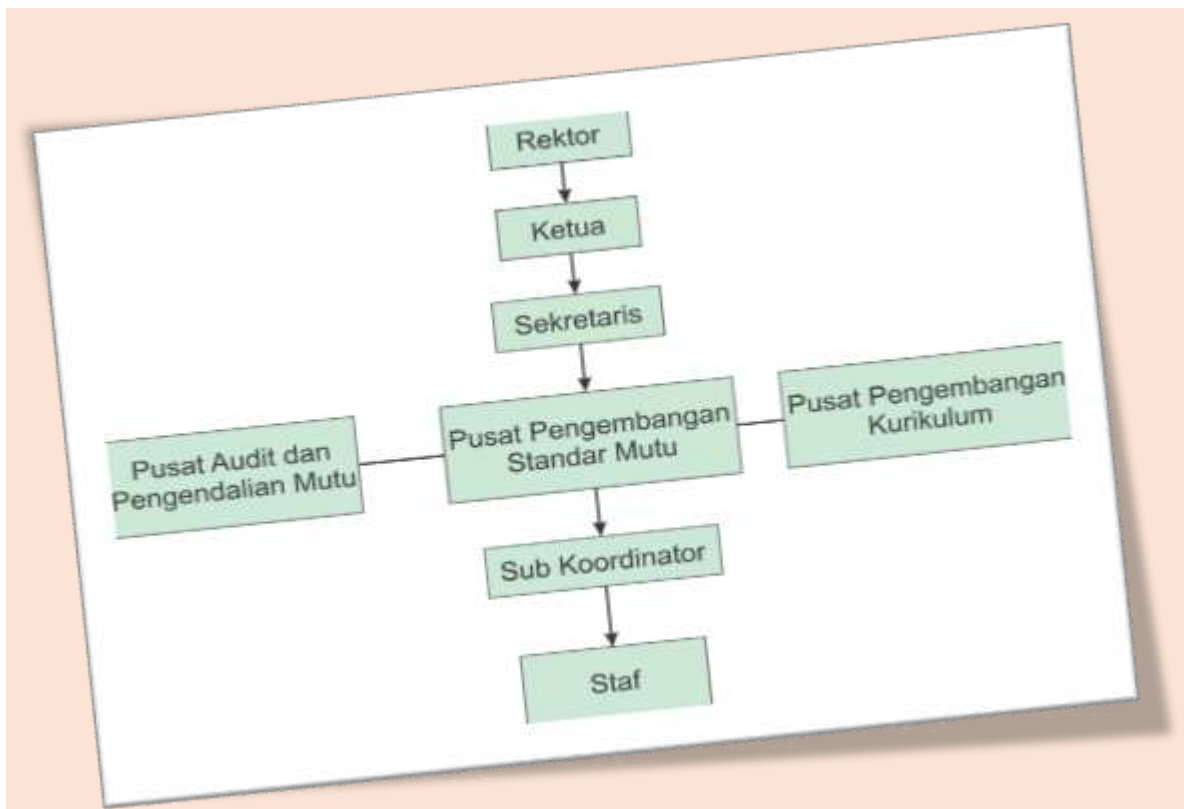 Rektor
Ketua
Sekretaris
Pusat Audit dan
Pengendalian Mutu
Pusat Pengembangan
Standar Mutu
Pusat Pengembangan
Kurikulum
Sub Koordinator
Staf